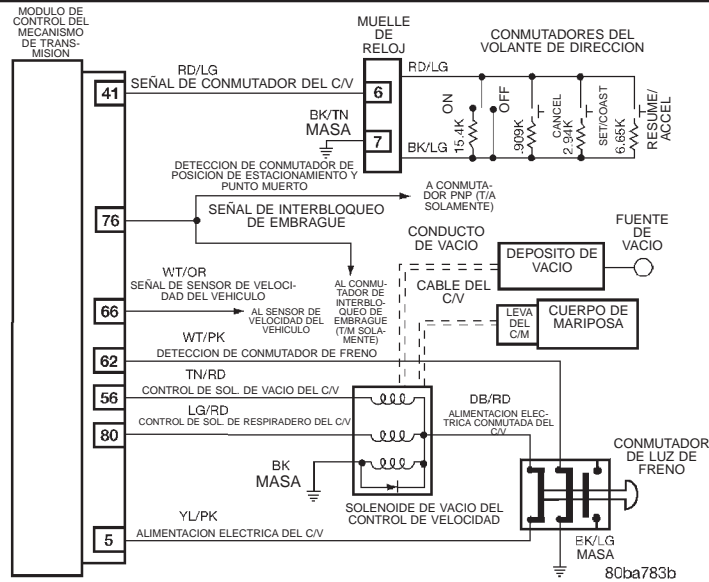 MODULO DE
CONTROL DEL
MECANISMO
DE TRANS-
MISION
41
RD/LG
SEÑAL DE CONMUTADOR DEL C/V
BK/TN
MASA
MUELLE
DE
RELOJ
6
7
RD/LG
BK/LG
CONMUTADORES DEL
VOLANTE DE DIRECCION
ON
15.4K
OFF
.909K
CANCEL
2.94K
SET/COAST
6.65K
RESUME/
ACCEL
DETECCION DE CONMUTADOR DE
POSICION DE ESTACIONAMIENTO Y
PUNTO MUERTO
76
SEÑAL DE INTERBLOQUEO
DE EMBRAGUE
A CONMUTA-
DOR PNP (T/A
SOLAMENTE)
AL CONMU-
TADOR DE
INTERBLO-
QUEO DE
EMBRAGUE
(T/M SOLA-
MENTE)
WT/OR
SEÑAL DE SENSOR DE VELOCI-
DAD DEL VEHICULO
66
AL SENSOR DE
VELOCIDAD DEL
VEHICULO
CONDUCTO
DE VACIO
DEPOSITO DE
VACIO
FUENTE
DE
VACIO
CABLE DEL
C/V
LEVA
DEL
C/M
CUERPO DE
MARIPOSA
WT/PK
62
DETECCION DE CONMUTADOR DE FRENO
TN/RD
56
CONTROL DE SOL. DE VACIO DEL C/V
LG/RD
80
CONTROL DE SOL. DE RESPIRADERO DEL C/V
BK
MASA
SOLENOIDE DE VACIO DEL
CONTROL DE VELOCIDAD
DB/RD
ALIMENTACION ELEC-
TRICA CONMUTADA DEL
C/V
CONMUTADOR
DE LUZ DE
FRENO
BK/LG
MASA
YL/PK
5
ALIMENTACION ELECTRICA DEL C/V
80ba783b